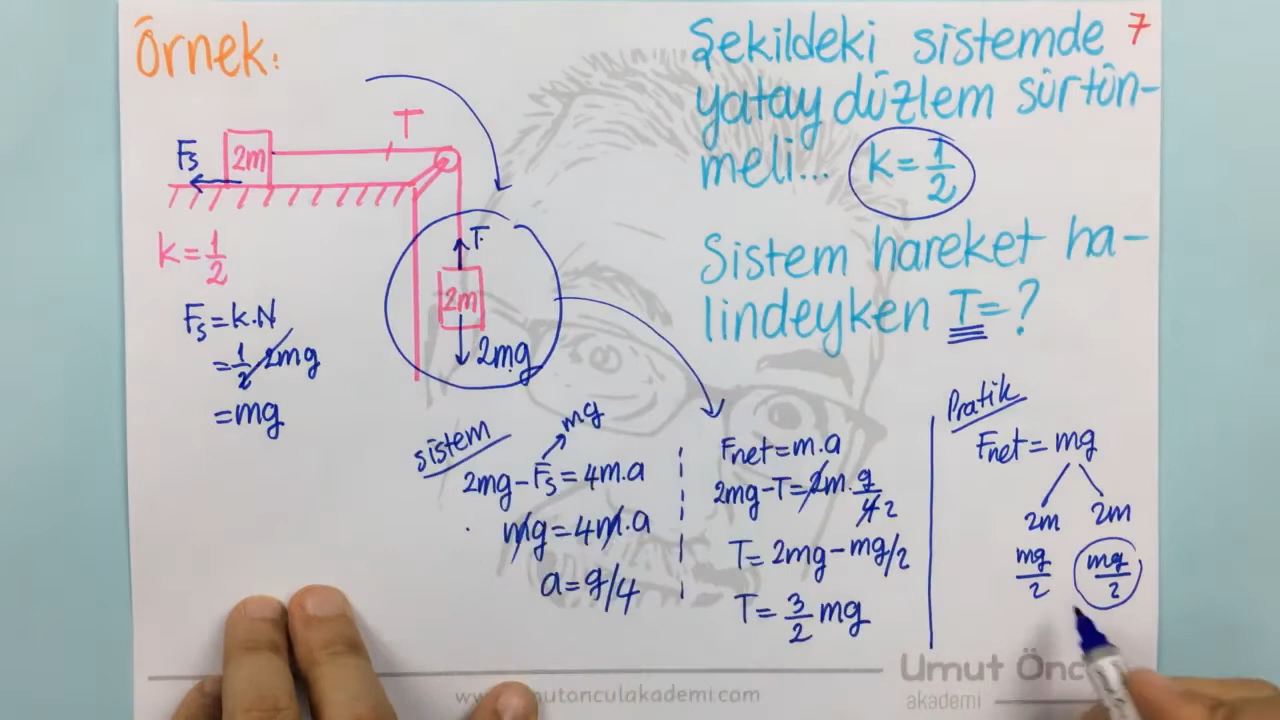 Örnek:
Şekildeki sistemde 7
yatay düzlem sürtün-
meli... k=1/2
Sistem hareket ha-
lindeyken T=?
T
Fs
2m
k=1/2
T
2m
2mg
Fs=k.N
=1/2 2mg
=mg
sistem
mg
2mg-Fs=4m.a
mg=4m.a
a=g/4
Fnet=m.a
2mg-T=2m.g/4 2
T=2mg-mg/2
T=3/2 mg
Pratik
Fnet=mg
2m 2m
mg/2 mg/2
Umut Önc
akademi
www. mutonculakademi.com